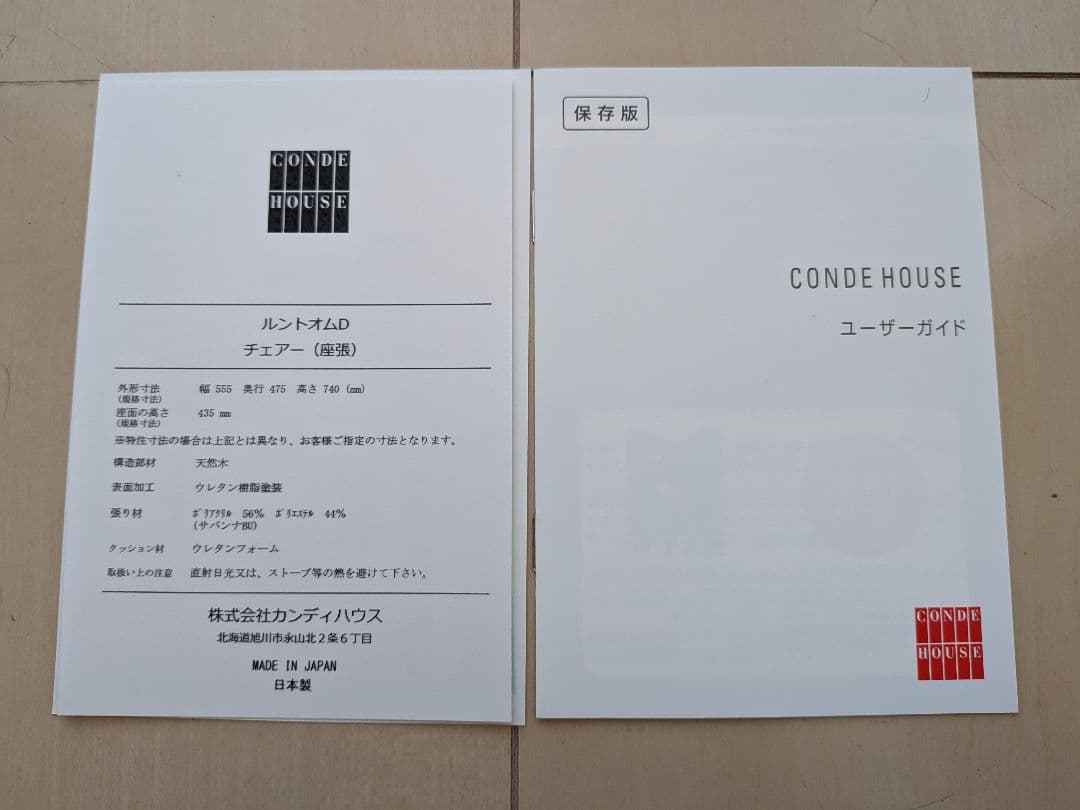 CONDE
HOUSE
ルントオムD
チェアー（座張）
外形寸法 幅 555 奥行 475 高さ 740 (mm)
(規格寸法)
座面の高さ 435 mm
(規格寸法)
※特注寸法の場合は上記とは異なり、お客様ご指定の寸法となります。
構造部材 天然木
表面加工 ウレタン樹脂塗装
張り材 ﾎﾟﾘｱｸﾘﾙ 56% ﾎﾟﾘｴｽﾃﾙ 44%
(サバンナBU)
クッション材 ウレタンフォーム
取扱い上の注意 直射日光又は、ストーブ等の熱を避けて下さい。
株式会社カンディハウス
北海道旭川市永山北２条６丁目
MADE IN JAPAN
日本製
保存版
CONDE HOUSE
ユーザーガイド
CONDE
HOUSE